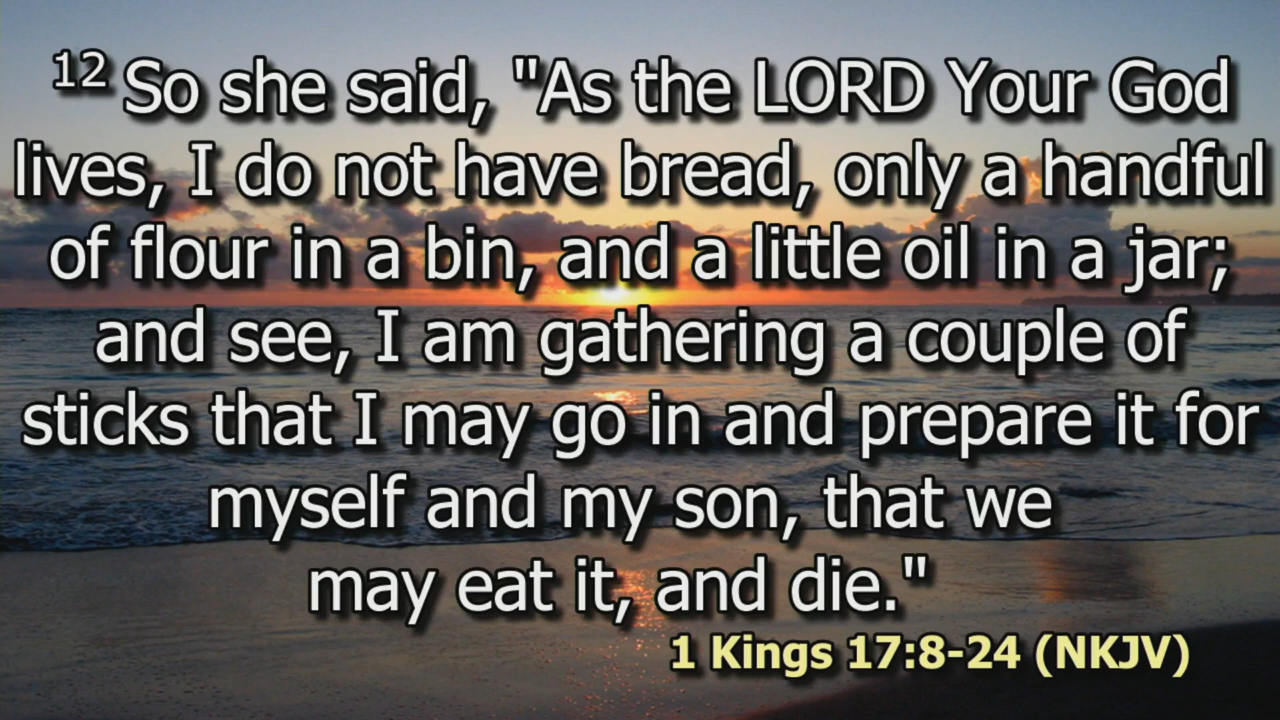 12 So she said, "As the LORD Your God
lives, I do not have bread, only a handful
of flour in a bin, and a little oil in a jar;
and see, I am gathering a couple of
sticks that I may go in and prepare it for
myself and my son, that we
may eat it, and die."
1 Kings 17:8-24 (NKJV)